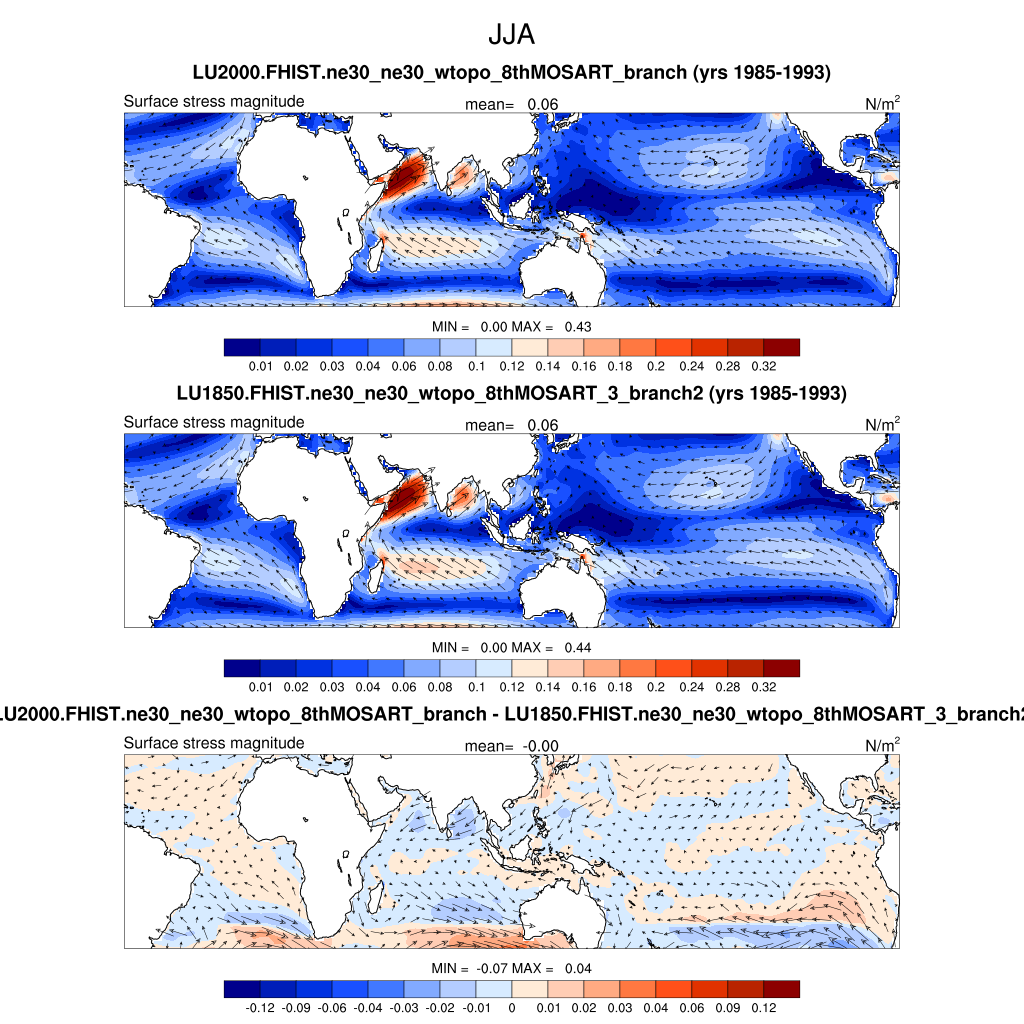 JJA
LU2000.FHIST.ne30_ne30_wtopo_8thMOSART_branch (yrs 1985-1993)
Surface stress magnitude mean= 0.06 N/m²
MIN = 0.00 MAX = 0.43
0.01 0.02 0.03 0.04 0.06 0.08 0.1 0.12 0.14 0.16 0.18 0.2 0.24 0.28 0.32
LU1850.FHIST.ne30_ne30_wtopo_8thMOSART_3_branch2 (yrs 1985-1993)
Surface stress magnitude mean= 0.06 N/m²
MIN = 0.00 MAX = 0.44
0.01 0.02 0.03 0.04 0.06 0.08 0.1 0.12 0.14 0.16 0.18 0.2 0.24 0.28 0.32
LU2000.FHIST.ne30_ne30_wtopo_8thMOSART_branch - LU1850.FHIST.ne30_ne30_wtopo_8thMOSART_3_branch2
Surface stress magnitude mean= -0.00 N/m²
MIN = -0.07 MAX = 0.04
-0.12 -0.09 -0.06 -0.04 -0.03 -0.02 -0.01 0 0.01 0.02 0.03 0.04 0.06 0.09 0.12